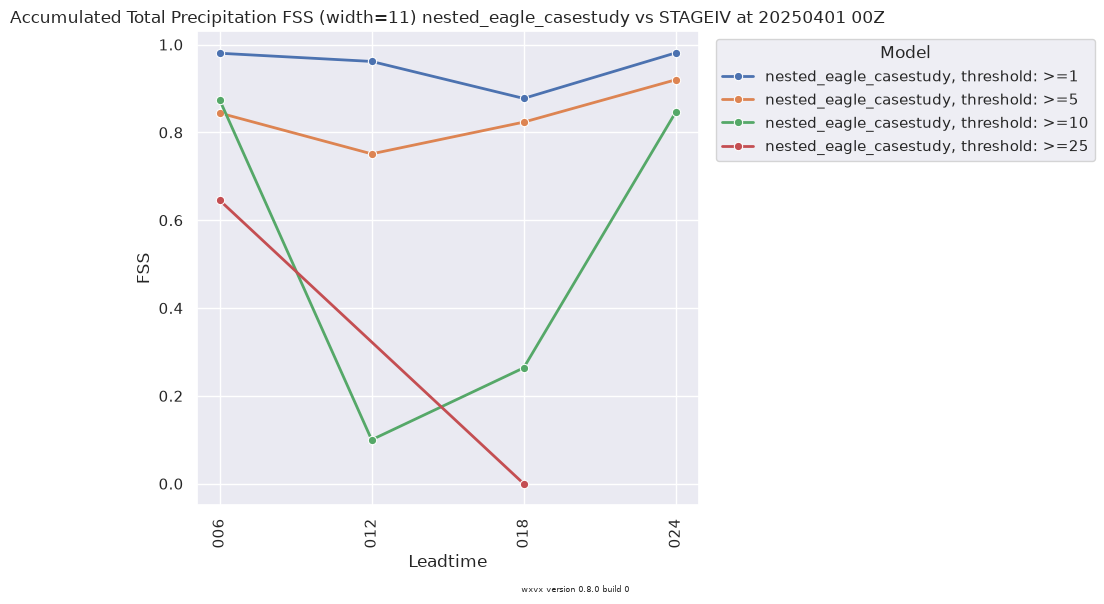 Accumulated Total Precipitation FSS (width=11) nested_eagle_casestudy vs STAGEIV at 20250401 00Z
Model
nested_eagle_casestudy, threshold: >=1
nested_eagle_casestudy, threshold: >=5
nested_eagle_casestudy, threshold: >=10
nested_eagle_casestudy, threshold: >=25
1.0
0.8
0.6
0.4
0.2
0.0
FSS
006
012
018
024
Leadtime
wxvx version 0.8.0 build 0